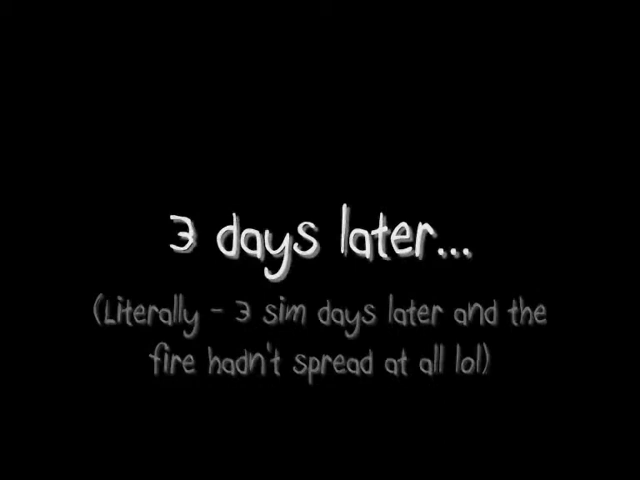 3 days later...
(Literally - 3 sim days later and the
fire hadn't spread at all lol)